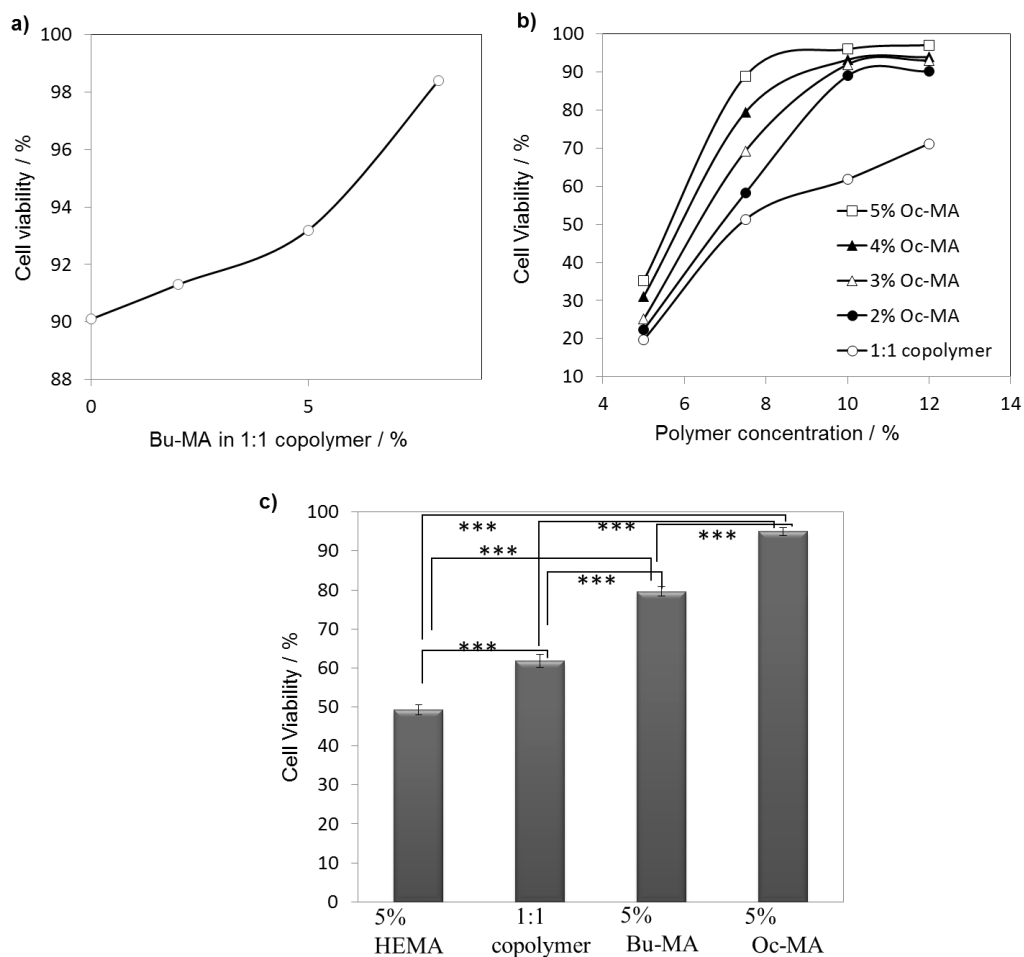 a)
100
98
96
94
92
90
88
0
5
Cell viability / %
Bu-MA in 1:1 copolymer / %
b)
100
90
80
70
60
50
40
30
20
10
4
6
8
10
12
14
Cell Viability / %
Polymer concentration / %
5% Oc-MA
4% Oc-MA
3% Oc-MA
2% Oc-MA
1:1 copolymer
c)
100
90
80
70
60
50
40
30
20
10
0
Cell Viability / %
***
***
***
***
***
***
5%
HEMA
1:1
copolymer
5%
Bu-MA
5%
Oc-MA